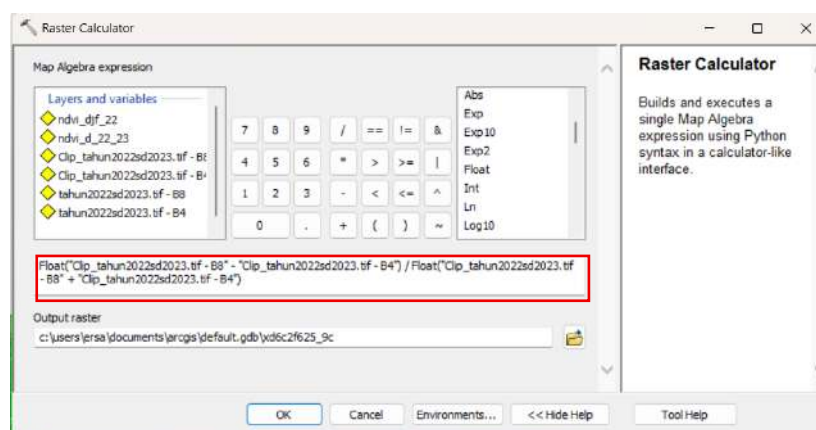 Raster Calculator
Map Algebra expression
Layers and variables
ndvi_djf_22
ndvi_d_22_23
Clip_tahun2022sd2023.tif - B8
Clip_tahun2022sd2023.tif - B4
tahun2022sd2023.tif - B8
tahun2022sd2023.tif - B4
7 8 9 / == != &
4 5 6 * > >= |
1 2 3 - < <= ^
0 . + ( ) ~
Abs
Exp
Exp10
Exp2
Float
Int
Ln
Log10
Float("Clip_tahun2022sd2023.tif - B8" - "Clip_tahun2022sd2023.tif - B4") / Float("Clip_tahun2022sd2023.tif
- B8" + "Clip_tahun2022sd2023.tif - B4")
Output raster
c:\users\ersa\documents\arcgis\default.gdb\xd6c2f625_9c
OK Cancel Environments... << Hide Help Tool Help
Raster Calculator
Builds and executes a
single Map Algebra
expression using Python
syntax in a calculator-like
interface.